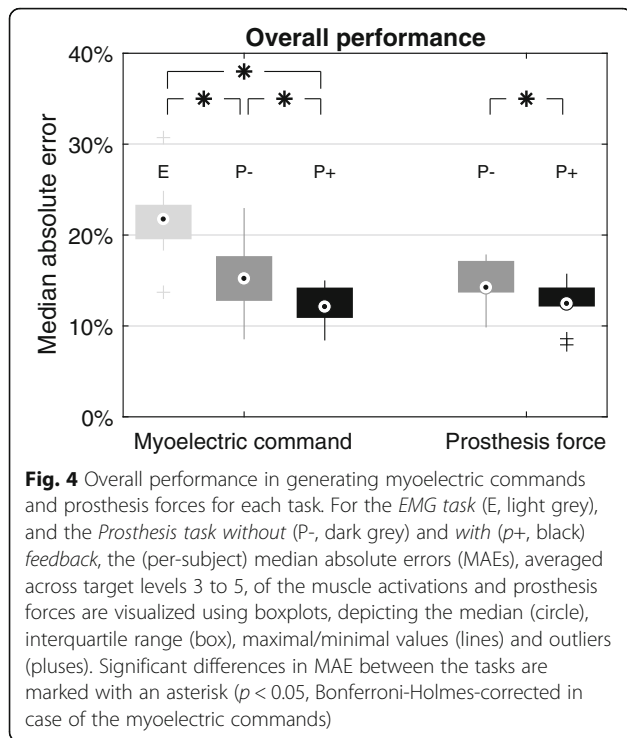 Overall performance
40%
30%
20%
10%
0%
Median absolute error
E
P-
P+
P-
P+
Myoelectric command
Prosthesis force
Fig. 4 Overall performance in generating myoelectric commands
and prosthesis forces for each task. For the EMG task (E, light grey),
and the Prosthesis task without (P-, dark grey) and with (p+, black)
feedback, the (per-subject) median absolute errors (MAEs), averaged
across target levels 3 to 5, of the muscle activations and prosthesis
forces are visualized using boxplots, depicting the median (circle),
interquartile range (box), maximal/minimal values (lines) and outliers
(pluses). Significant differences in MAE between the tasks are
marked with an asterisk (p < 0.05, Bonferroni-Holmes-corrected in
case of the myoelectric commands)